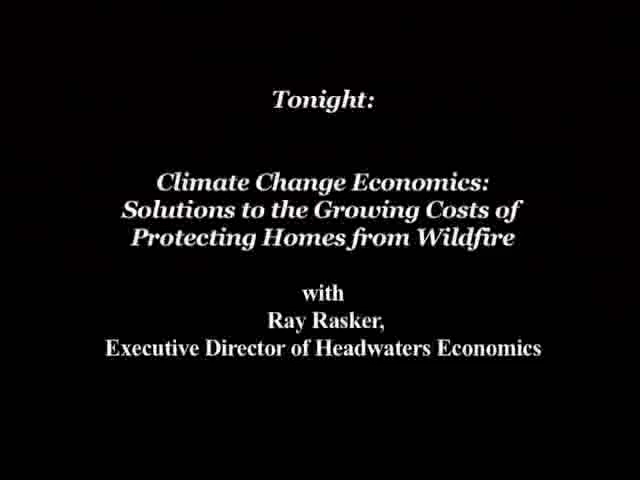 Tonight:
Climate Change Economics:
Solutions to the Growing Costs of
Protecting Homes from Wildfire
with
Ray Rasker,
Executive Director of Headwaters Economics